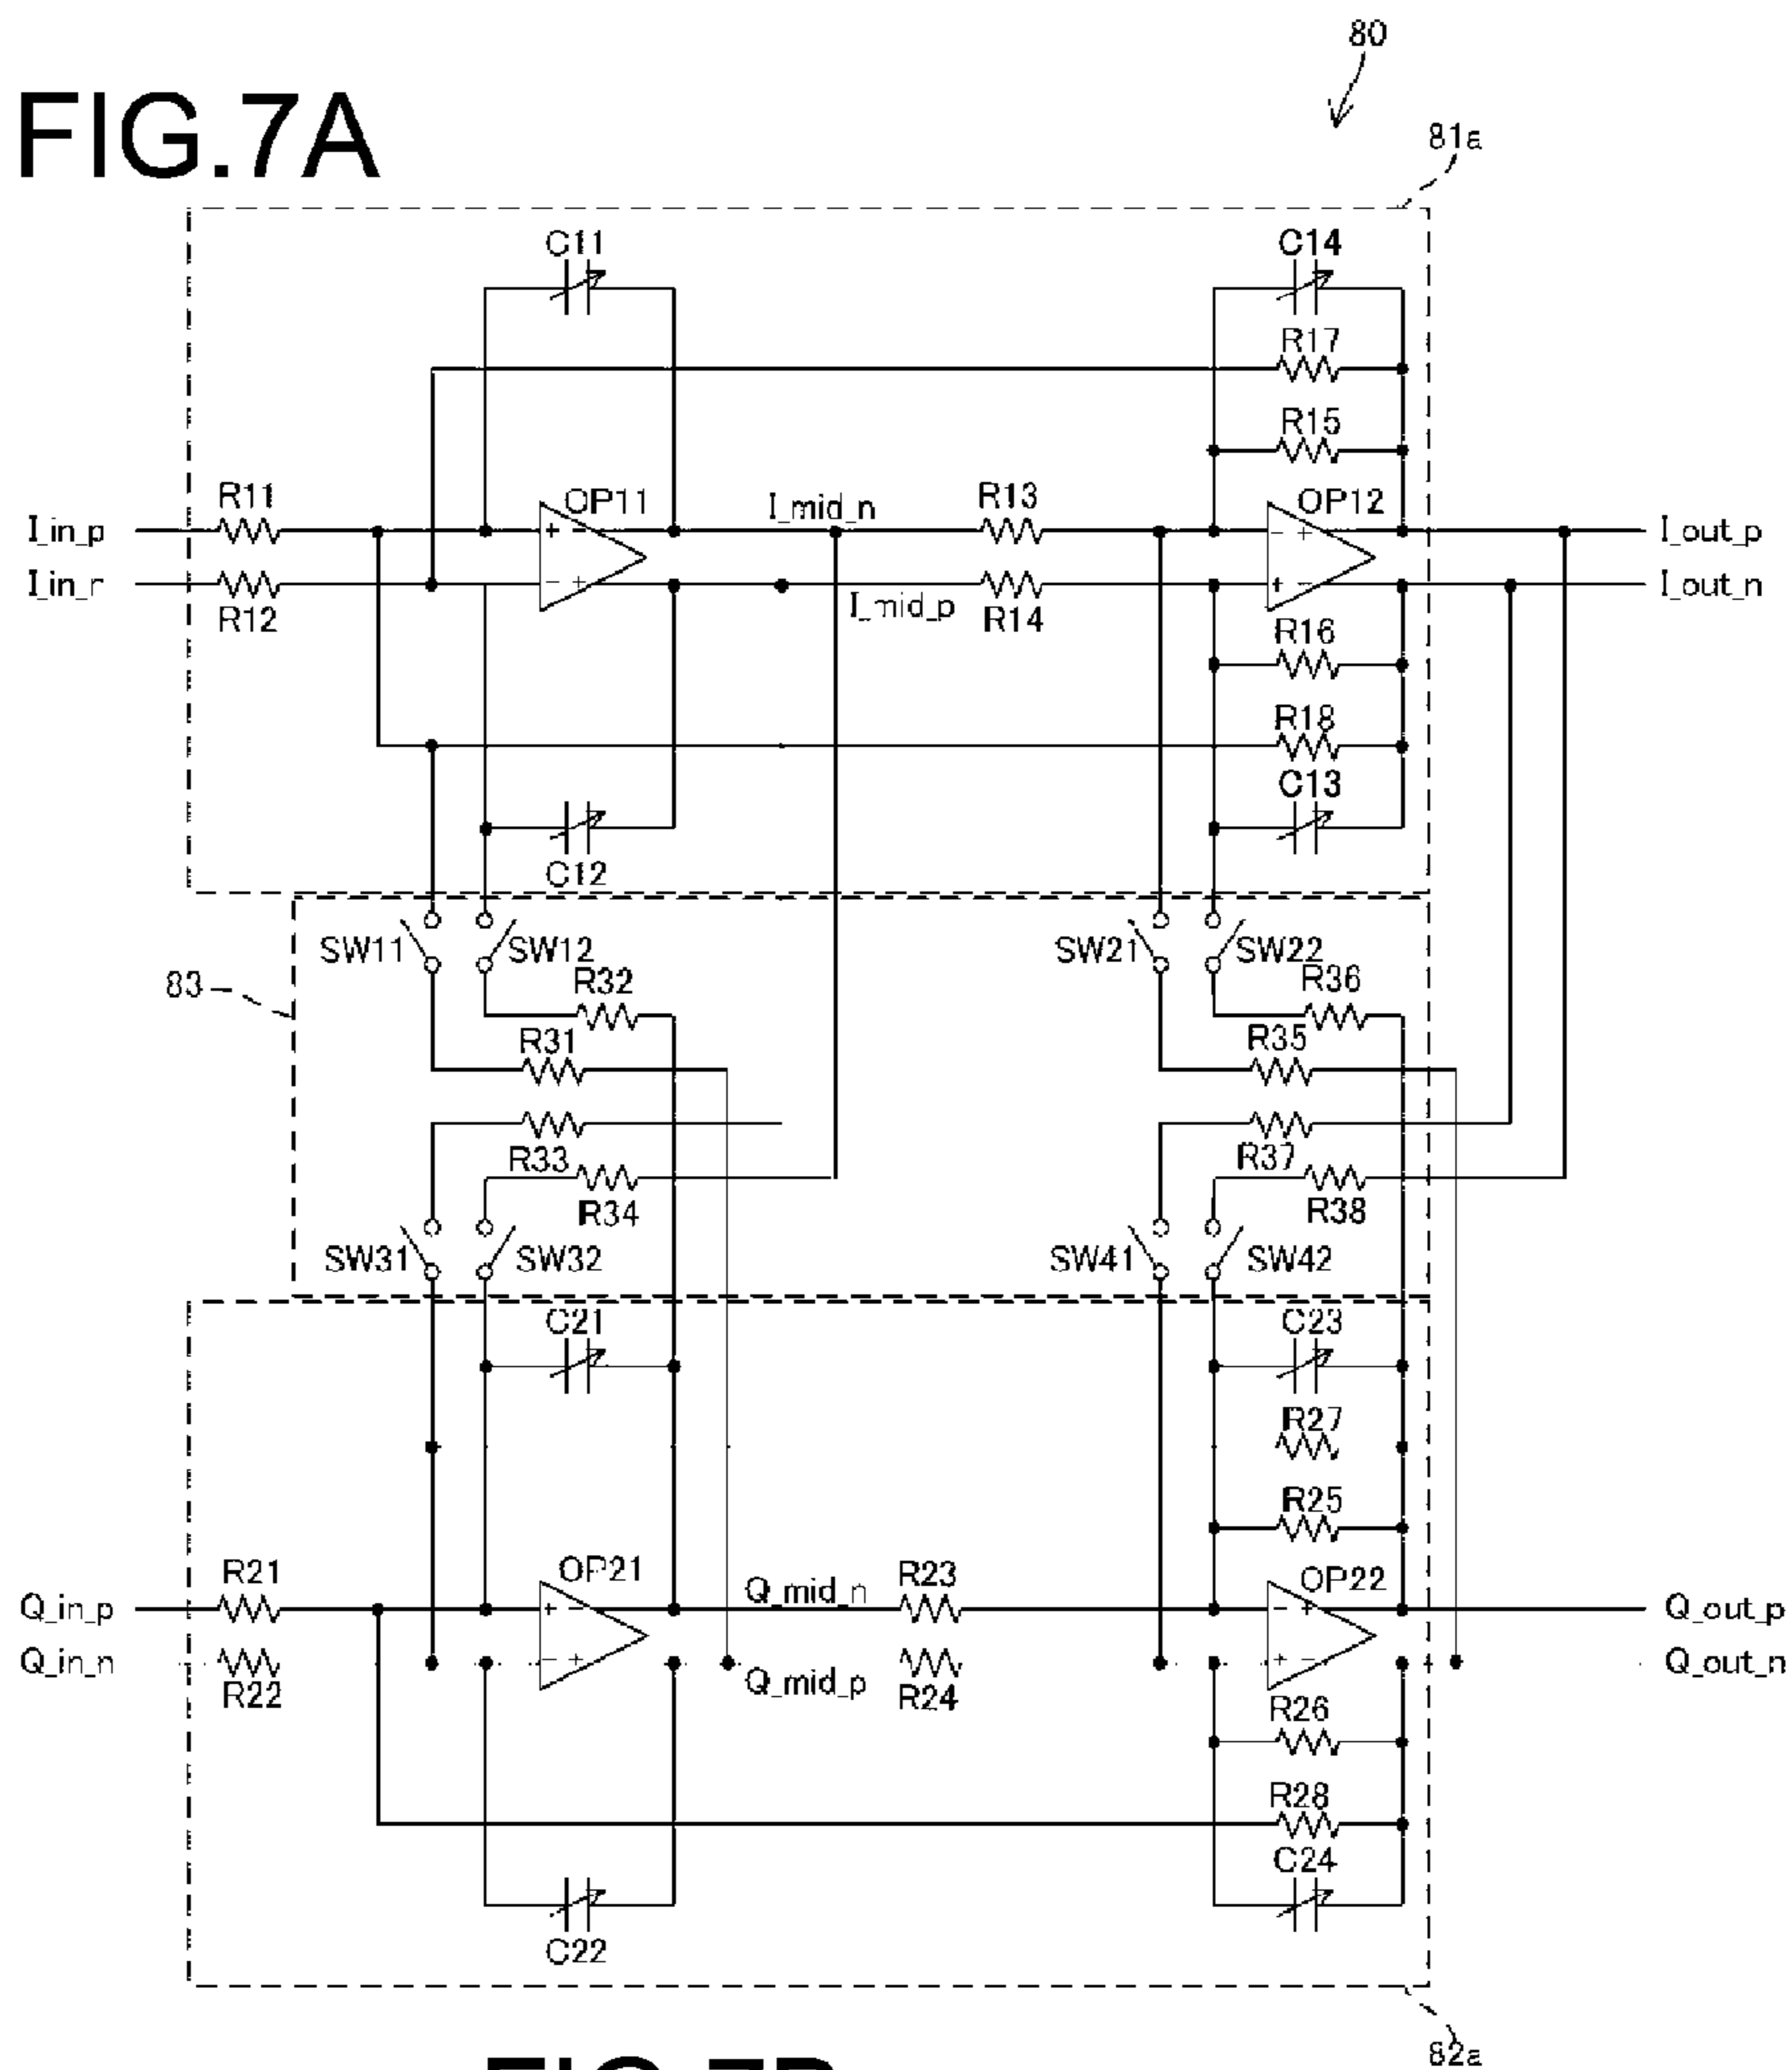 80
FIG.7A
81a
C11 C14
R17
R15
R11 OP11 I_mid_n R13 OP12
I_in_p I_out_p
I_in_n I_out_n
R12 I_mid_p R14
R16
R18
C13
C12
SW11 SW12 SW21 SW22
83 R32 R36
R31 R35
R33 R37
R34 R38
SW31 SW32 SW41 SW42
C21 C23
R27
R25
R21 OP21 Q_mid_n R23 OP22
Q_in_p Q_out_p
Q_in_n Q_out_n
R22 Q_mid_p R24
R26
R28
C24
C22
82a